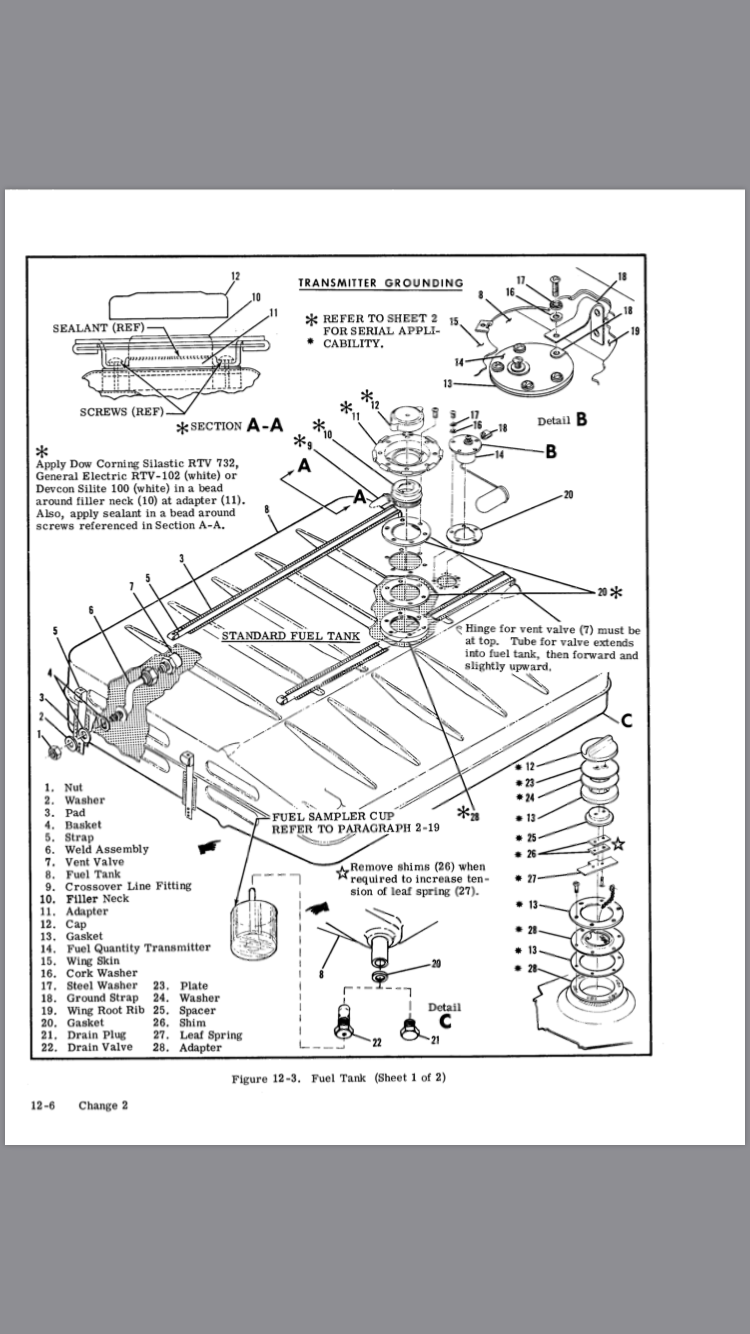 12
10
11
SEALANT (REF)
SCREWS (REF)
* SECTION A-A
TRANSMITTER GROUNDING
* REFER TO SHEET 2
FOR SERIAL APPLI-
* CABILITY.
17
16
8
15
14
13
18
18
19
Detail B
*
Apply Dow Corning Silastic RTV 732,
General Electric RTV-102 (white) or
Devcon Silite 100 (white) in a bead
around filler neck (10) at adapter (11).
Also, apply sealant in a bead around
screws referenced in Section A-A.
*12
*11
*10
*9
A
A
17
16
18
14
B
20
8
3
5
7
6
5
4
3
2
1
STANDARD FUEL TANK
20 *
Hinge for vent valve (7) must be
at top. Tube for valve extends
into fuel tank, then forward and
slightly upward.
C
*28
* 12
* 23
* 24
* 13
* 25
* 26 ☆
* 27
* 13
* 28
* 13
* 28
FUEL SAMPLER CUP
REFER TO PARAGRAPH 2-19
☆ Remove shims (26) when
required to increase ten-
sion of leaf spring (27).
8
20
22
21
Detail
C
1. Nut
2. Washer
3. Pad
4. Basket
5. Strap
6. Weld Assembly
7. Vent Valve
8. Fuel Tank
9. Crossover Line Fitting
10. Filler Neck
11. Adapter
12. Cap
13. Gasket
14. Fuel Quantity Transmitter
15. Wing Skin
16. Cork Washer
17. Steel Washer
18. Ground Strap
19. Wing Root Rib
20. Gasket
21. Drain Plug
22. Drain Valve
23. Plate
24. Washer
25. Spacer
26. Shim
27. Leaf Spring
28. Adapter
Figure 12-3. Fuel Tank (Sheet 1 of 2)
12-6 Change 2